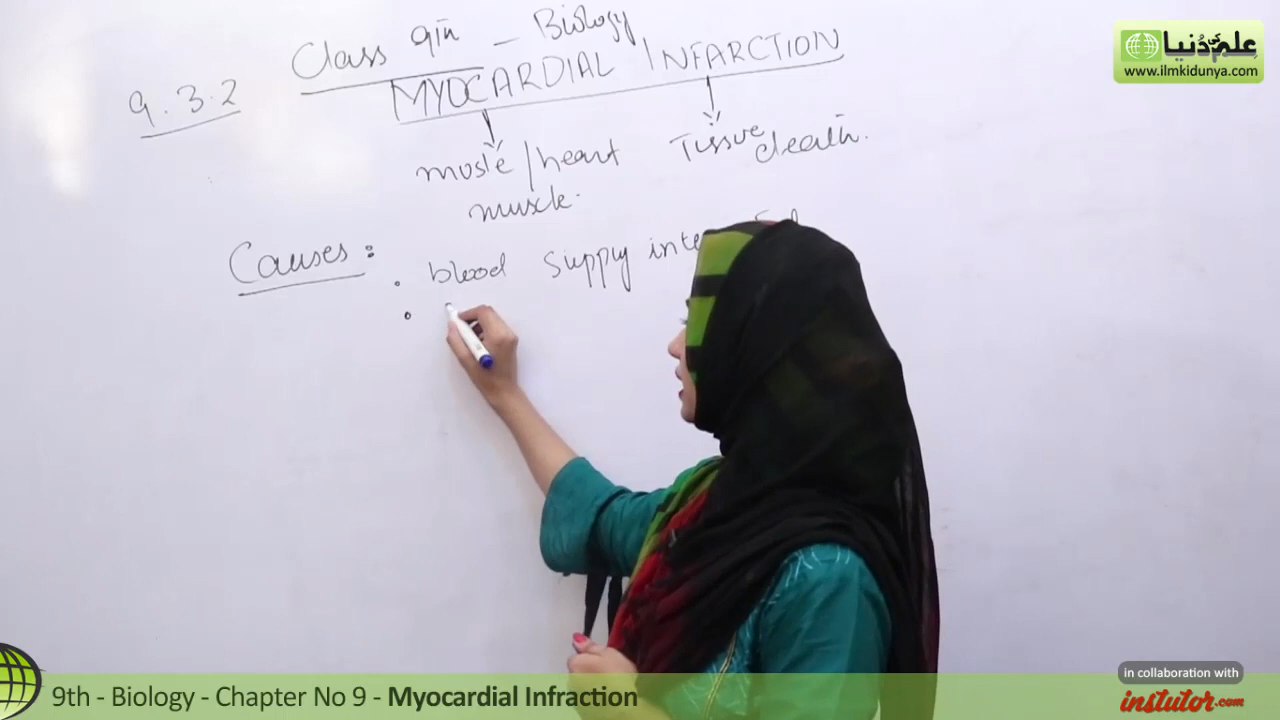 Class 9th - Biology
9.3.2 MYOCARDIAL INFARCTION
muscle/heart Tissue
muscle. death.
Causes:
• blood supply inte
•
علم کی دُنیا
www.ilmkidunya.com
9th - Biology - Chapter No 9 - Myocardial Infraction
in collaboration with
instutor.com